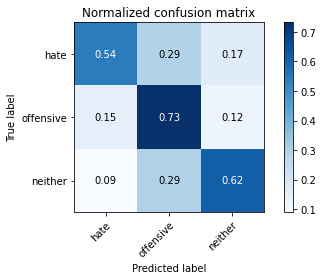 Normalized confusion matrix
True label
hate
0.54
0.29
0.17
offensive
0.15
0.73
0.12
neither
0.09
0.29
0.62
hate
offensive
neither
Predicted label
0.7
0.6
0.5
0.4
0.3
0.2
0.1